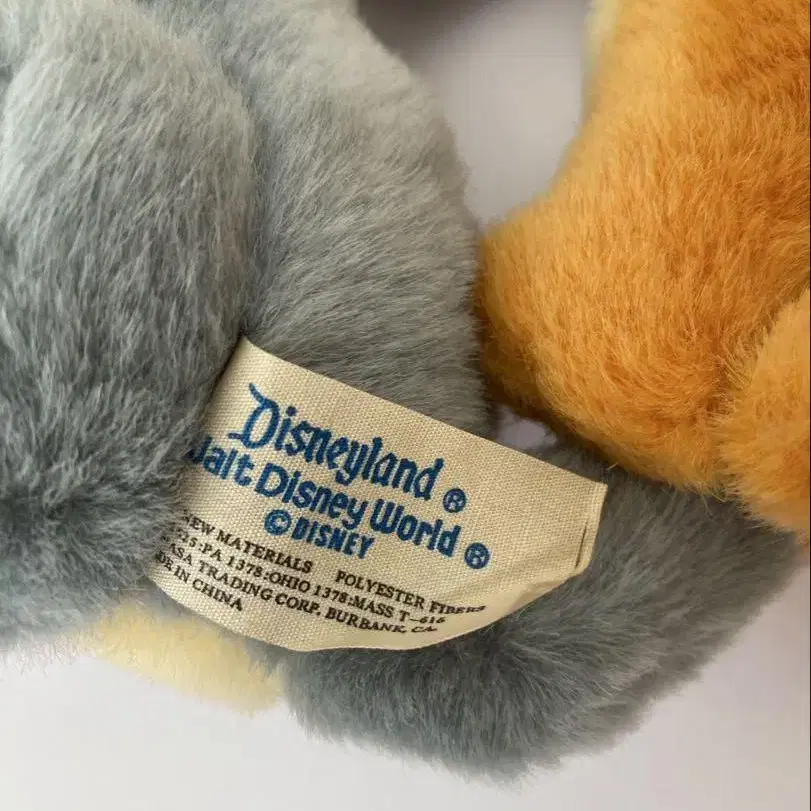 Disneyland ®
Walt Disney World ®
© DISNEY
NEW MATERIALS POLYESTER FIBERS
PA 1378:OHIO 1378:MASS T-616
TRADING CORP. BURBANK, CA.
IN CHINA